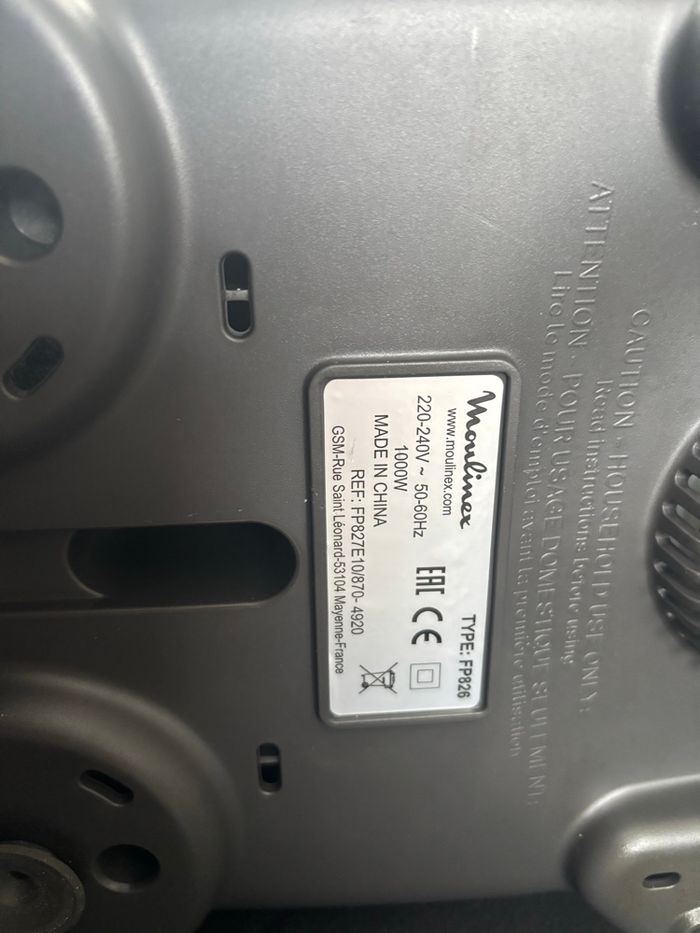 CAUTION - HOUSEHOLD USE ONLY:
Read instructions before using
ATTENTION - POUR USAGE DOMESTIQUE SEULEMENT:
Lire le mode d'emploi avant la première utilisation
Moulinex TYPE: FP826
www.moulinex.com
220-240V ~ 50-60Hz
1000W
EAC CE
MADE IN CHINA
REF: FP827E10/870- 4920
GSM-Rue Saint Léonard-53104 Mayenne-France